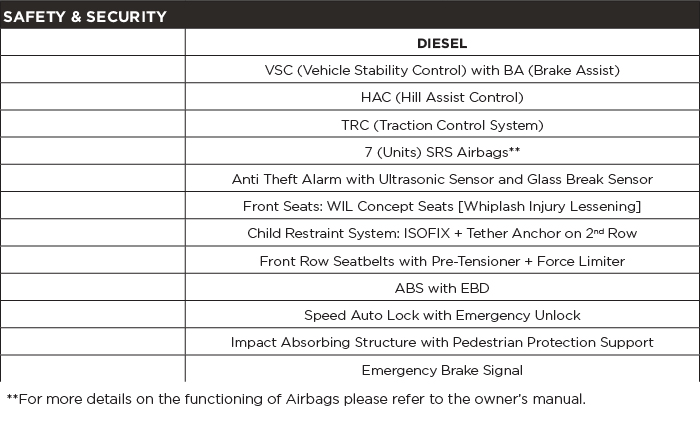 SAFETY & SECURITY
DIESEL
VSC (Vehicle Stability Control) with BA (Brake Assist)
HAC (Hill Assist Control)
TRC (Traction Control System)
7 (Units) SRS Airbags**
Anti Theft Alarm with Ultrasonic Sensor and Glass Break Sensor
Front Seats: WIL Concept Seats [Whiplash Injury Lessening]
Child Restraint System: ISOFIX + Tether Anchor on 2nd Row
Front Row Seatbelts with Pre-Tensioner + Force Limiter
ABS with EBD
Speed Auto Lock with Emergency Unlock
Impact Absorbing Structure with Pedestrian Protection Support
Emergency Brake Signal
**For more details on the functioning of Airbags please refer to the owner's manual.